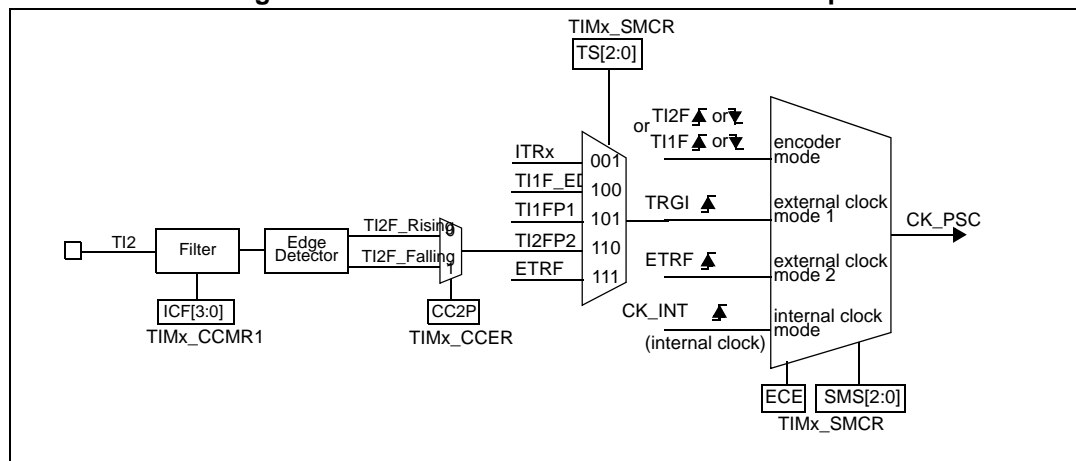 TIMx_SMCR
TS[2:0]
or TI2F or
TI1F or
encoder
mode
ITRx
001
TI1F_ED
100
TI1FP1
101
TRGI
external clock
mode 1
CK_PSC
TI2F_Rising
0
TI2
Filter
Edge
Detector
TI2F_Falling
1
TI2FP2
110
ETRF
111
ETRF
external clock
mode 2
ICF[3:0]
TIMx_CCMR1
CC2P
TIMx_CCER
CK_INT
(internal clock)
internal clock
mode
ECE
SMS[2:0]
TIMx_SMCR